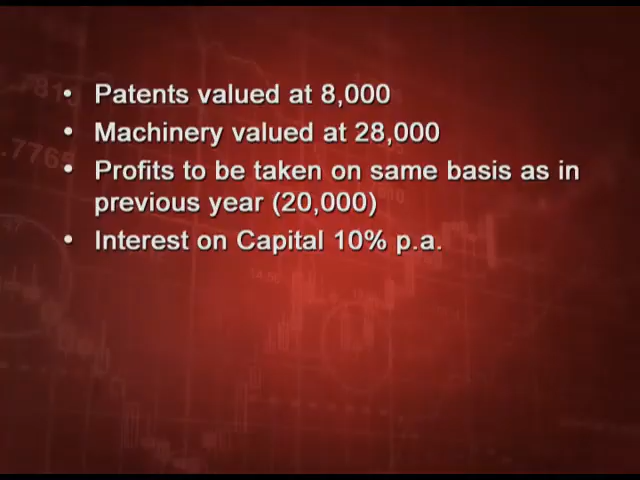 • Patents valued at 8,000
• Machinery valued at 28,000
• Profits to be taken on same basis as in
previous year (20,000)
• Interest on Capital 10% p.a.